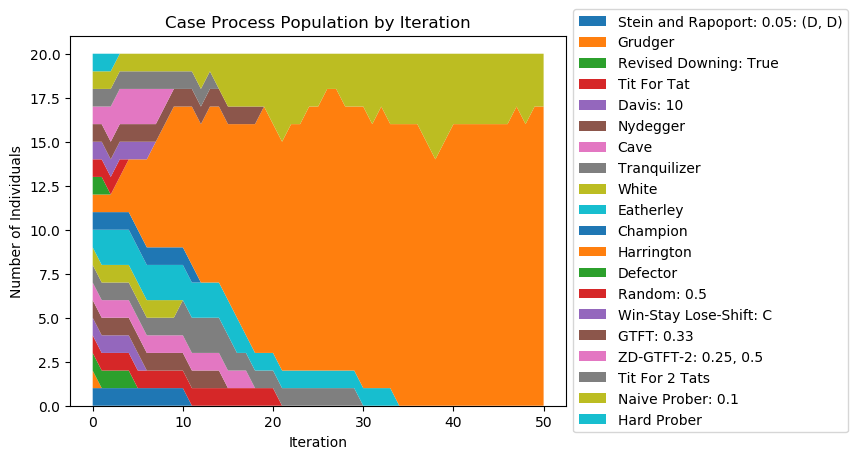 Case Process Population by Iteration
20.0
17.5
15.0
12.5
10.0
7.5
5.0
2.5
0.0
Number of Individuals
0
10
20
30
40
50
Iteration
Stein and Rapoport: 0.05: (D, D)
Grudger
Revised Downing: True
Tit For Tat
Davis: 10
Nydegger
Cave
Tranquilizer
White
Eatherley
Champion
Harrington
Defector
Random: 0.5
Win-Stay Lose-Shift: C
GTFT: 0.33
ZD-GTFT-2: 0.25, 0.5
Tit For 2 Tats
Naive Prober: 0.1
Hard Prober